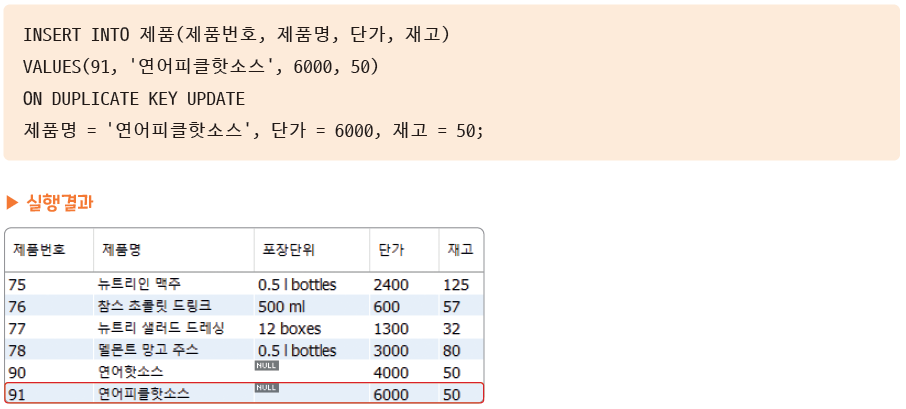 INSERT INTO 제품(제품번호, 제품명, 단가, 재고)
VALUES(91, '연어피클핫소스', 6000, 50)
ON DUPLICATE KEY UPDATE
제품명 = '연어피클핫소스', 단가 = 6000, 재고 = 50;
▶ 실행결과
제품번호 제품명 포장단위 단가 재고
75 뉴트리인 맥주 0.5 l bottles 2400 125
76 참스 초콜릿 드링크 500 ml 600 57
77 뉴트리 샐러드 드레싱 12 boxes 1300 32
78 델몬트 망고 주스 0.5 l bottles 3000 80
90 연어핫소스 NULL 4000 50
91 연어피클핫소스 NULL 6000 50